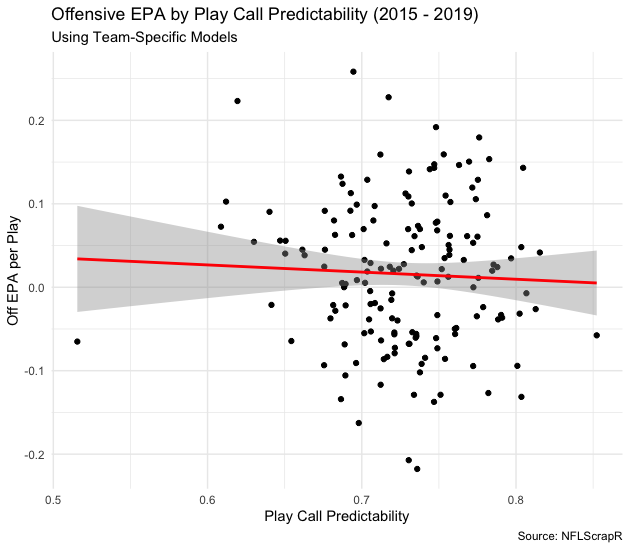 Offensive EPA by Play Call Predictability (2015 - 2019)
Using Team-Specific Models
Off EPA per Play
0.2
0.1
0.0
-0.1
-0.2
0.5 0.6 0.7 0.8
Play Call Predictability
Source: NFLScrapR